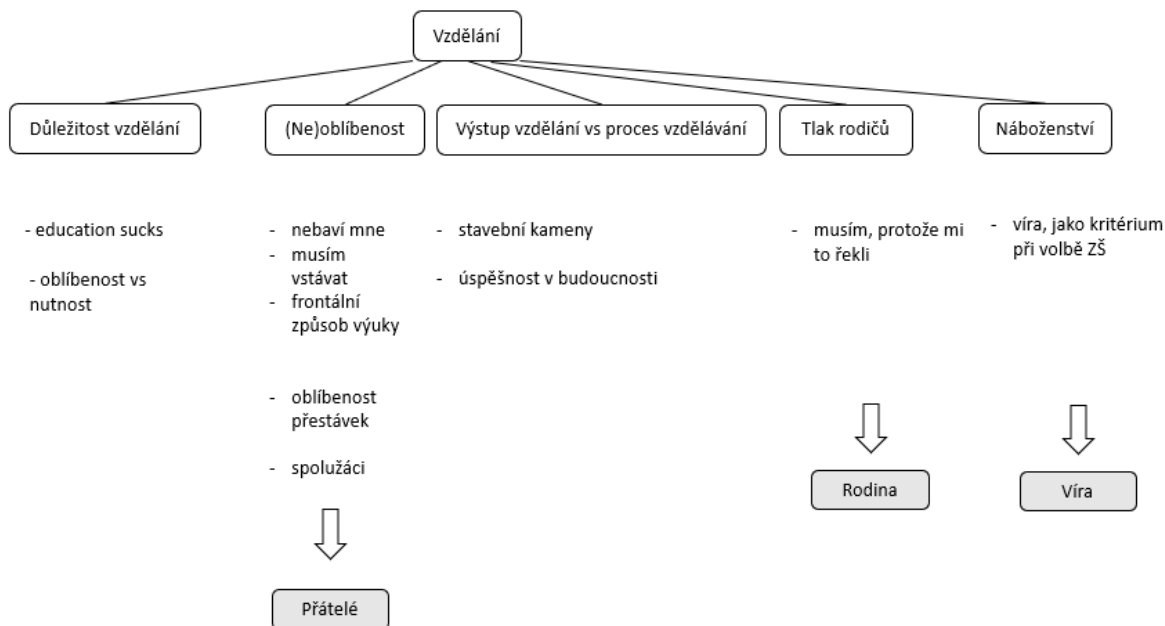 Vzdělání
Důležitost vzdělání
(Ne)oblíbenost
Výstup vzdělání vs proces vzdělávání
Tlak rodičů
Náboženství
- education sucks
- oblíbenost vs
nutnost
- nebaví mne
- musím
vstávat
- frontální
způsob výuky
- oblíbenost
přestávek
- spolužáci
- stavební kameny
- úspěšnost v budoucnosti
- musím, protože mi
to řekli
- víra, jako kritérium
při volbě ZŠ
Přátelé
Rodina
Víra